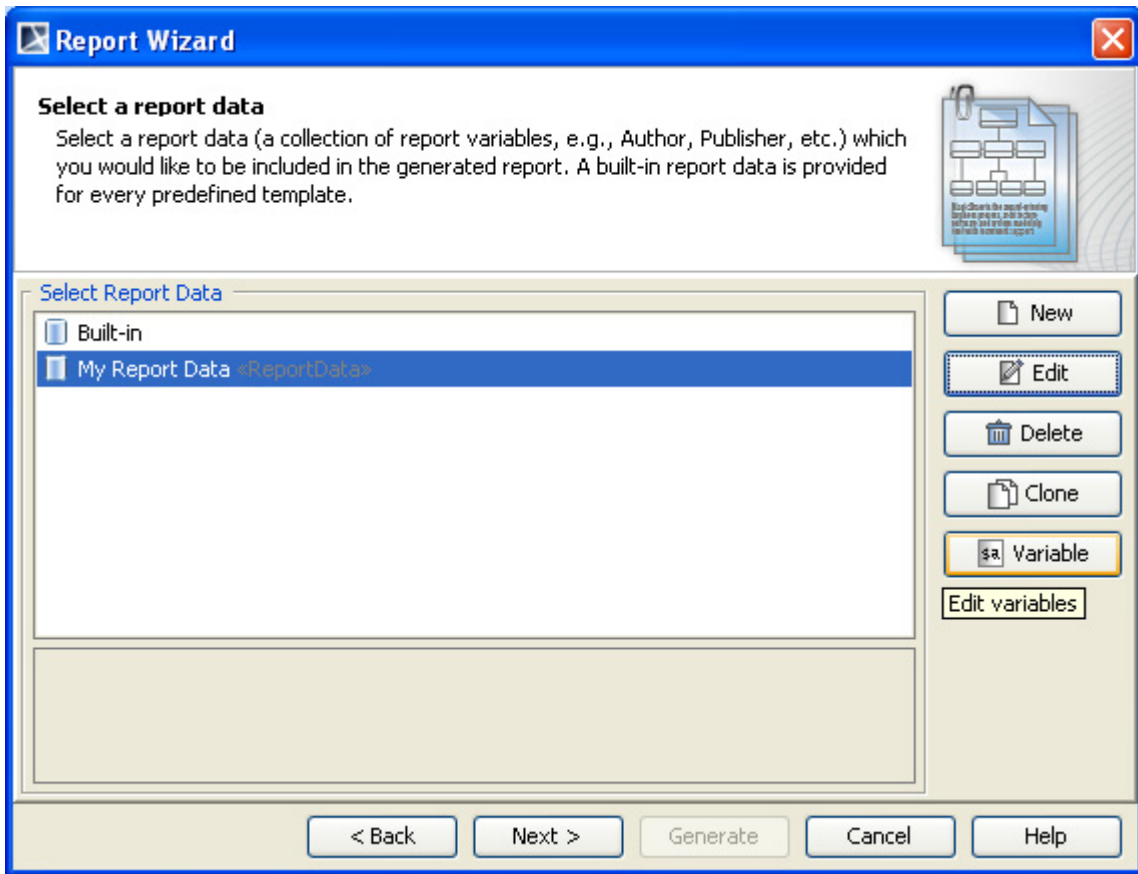 Report Wizard
Select a report data
Select a report data (a collection of report variables, e.g., Author, Publisher, etc.) which
you would like to be included in the generated report. A built-in report data is provided
for every predefined template.
Select Report Data
Built-in
My Report Data «ReportData»
New
Edit
Delete
Clone
$a Variable
Edit variables
< Back
Next >
Generate
Cancel
Help